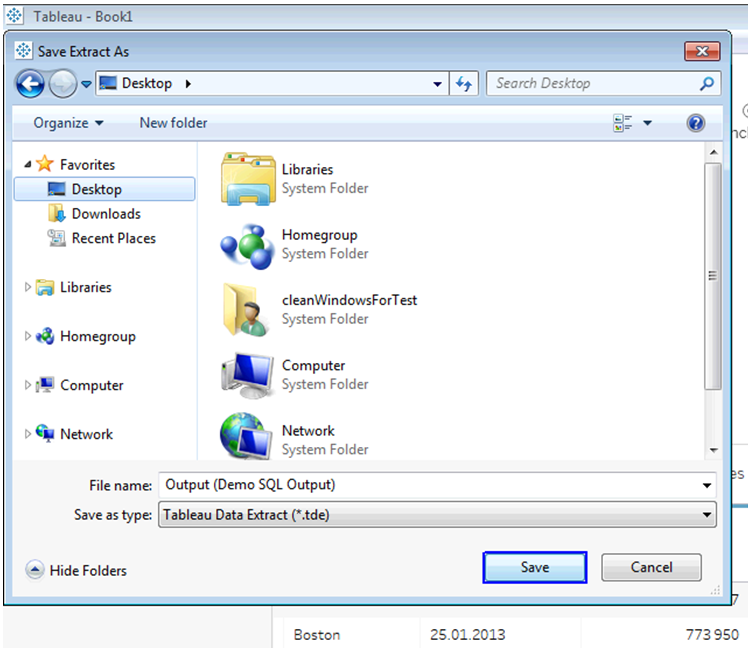 Tableau - Book1
Save Extract As
Desktop
Search Desktop
Organize
New folder
Favorites
Desktop
Downloads
Recent Places
Libraries
Homegroup
Computer
Network
Libraries
System Folder
Homegroup
System Folder
cleanWindowsForTest
System Folder
Computer
System Folder
Network
System Folder
File name: Output (Demo SQL Output)
Save as type: Tableau Data Extract (*.tde)
Hide Folders
Save
Cancel
Boston 25.01.2013 773 950